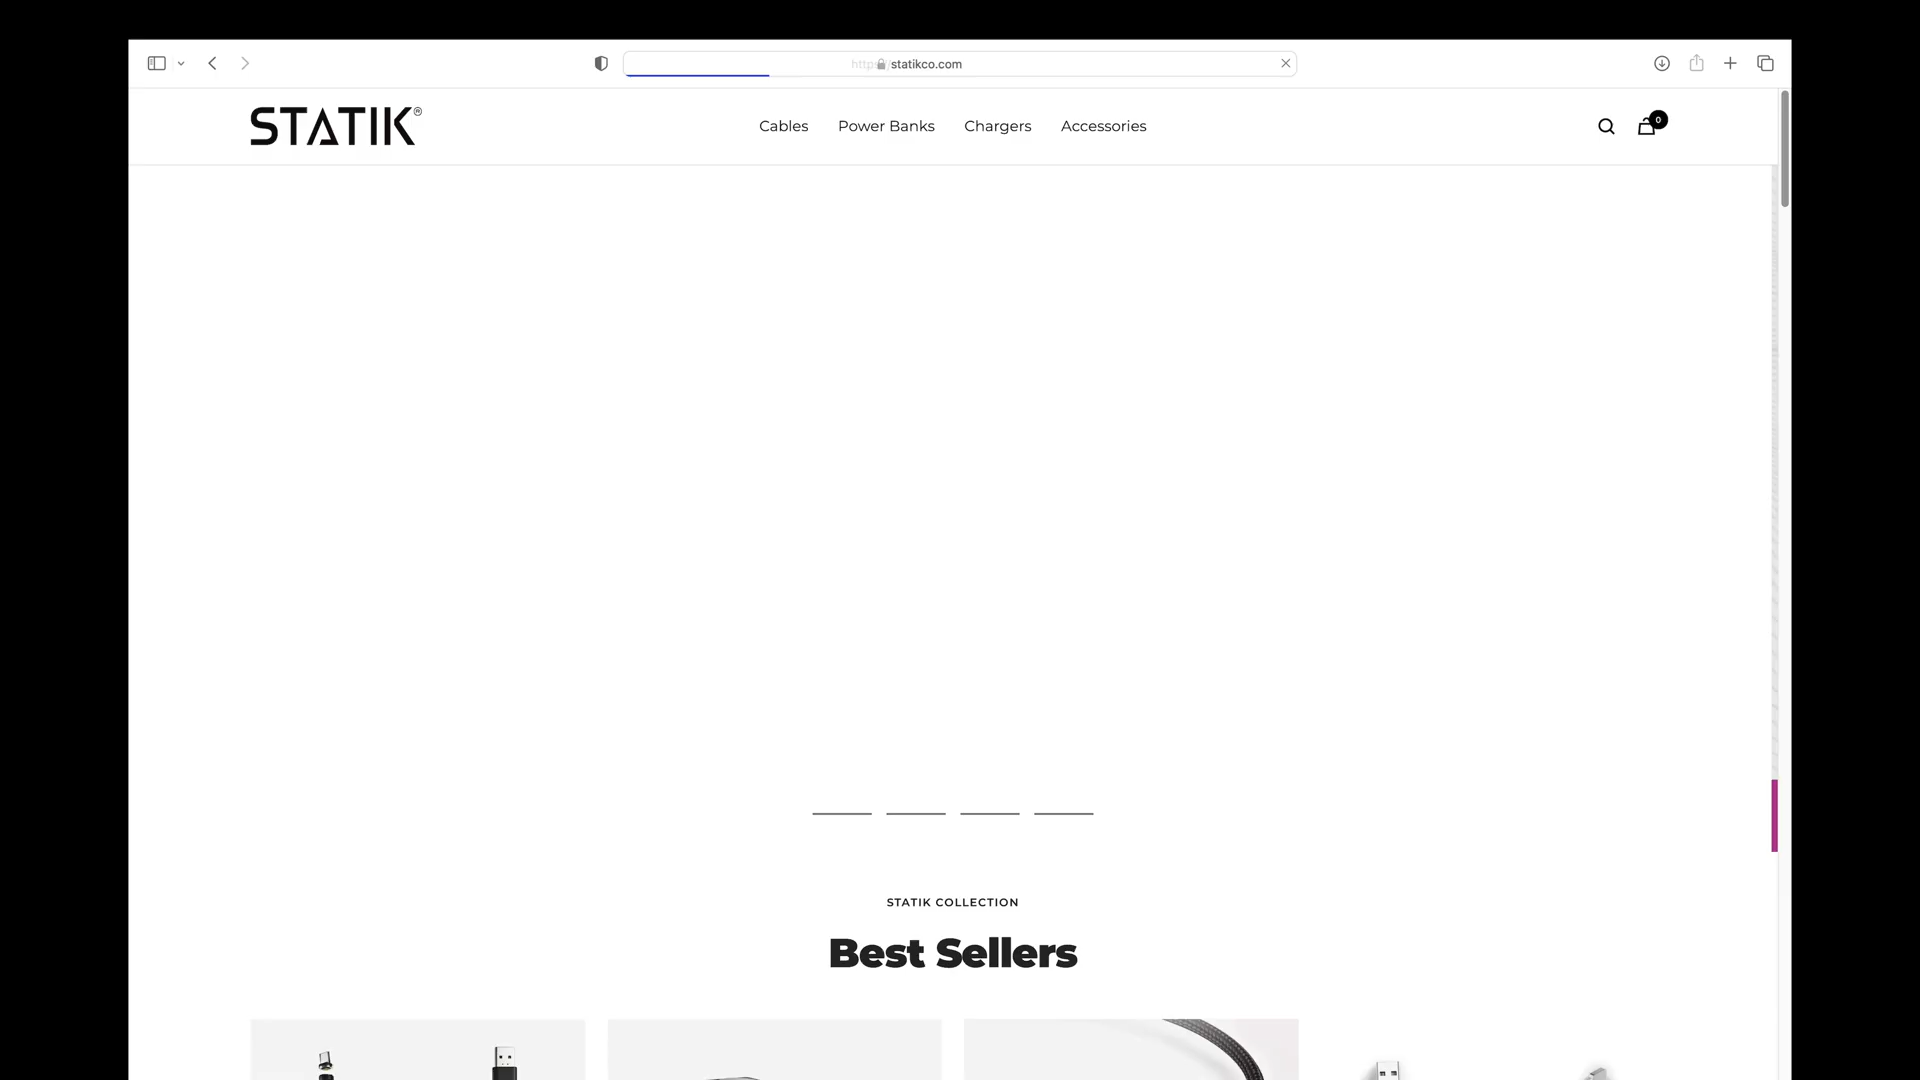 https:// statikco.com
STATIK®
Cables Power Banks Chargers Accessories
0
STATIK COLLECTION
Best Sellers